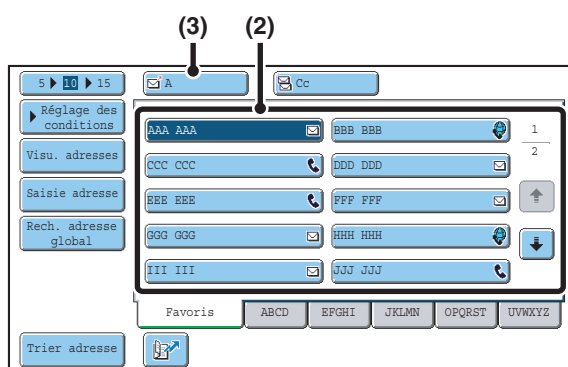 (3) (2)
5 10 15
A
Cc
Réglage des
conditions
Visu. adresses
Saisie adresse
Rech. adresse
global
AAA AAA
BBB BBB
CCC CCC
DDD DDD
EEE EEE
FFF FFF
GGG GGG
HHH HHH
III III
JJJ JJJ
1
2
Favoris
ABCD
EFGHI
JKLMN
OPQRST
UVWXYZ
Trier adresse